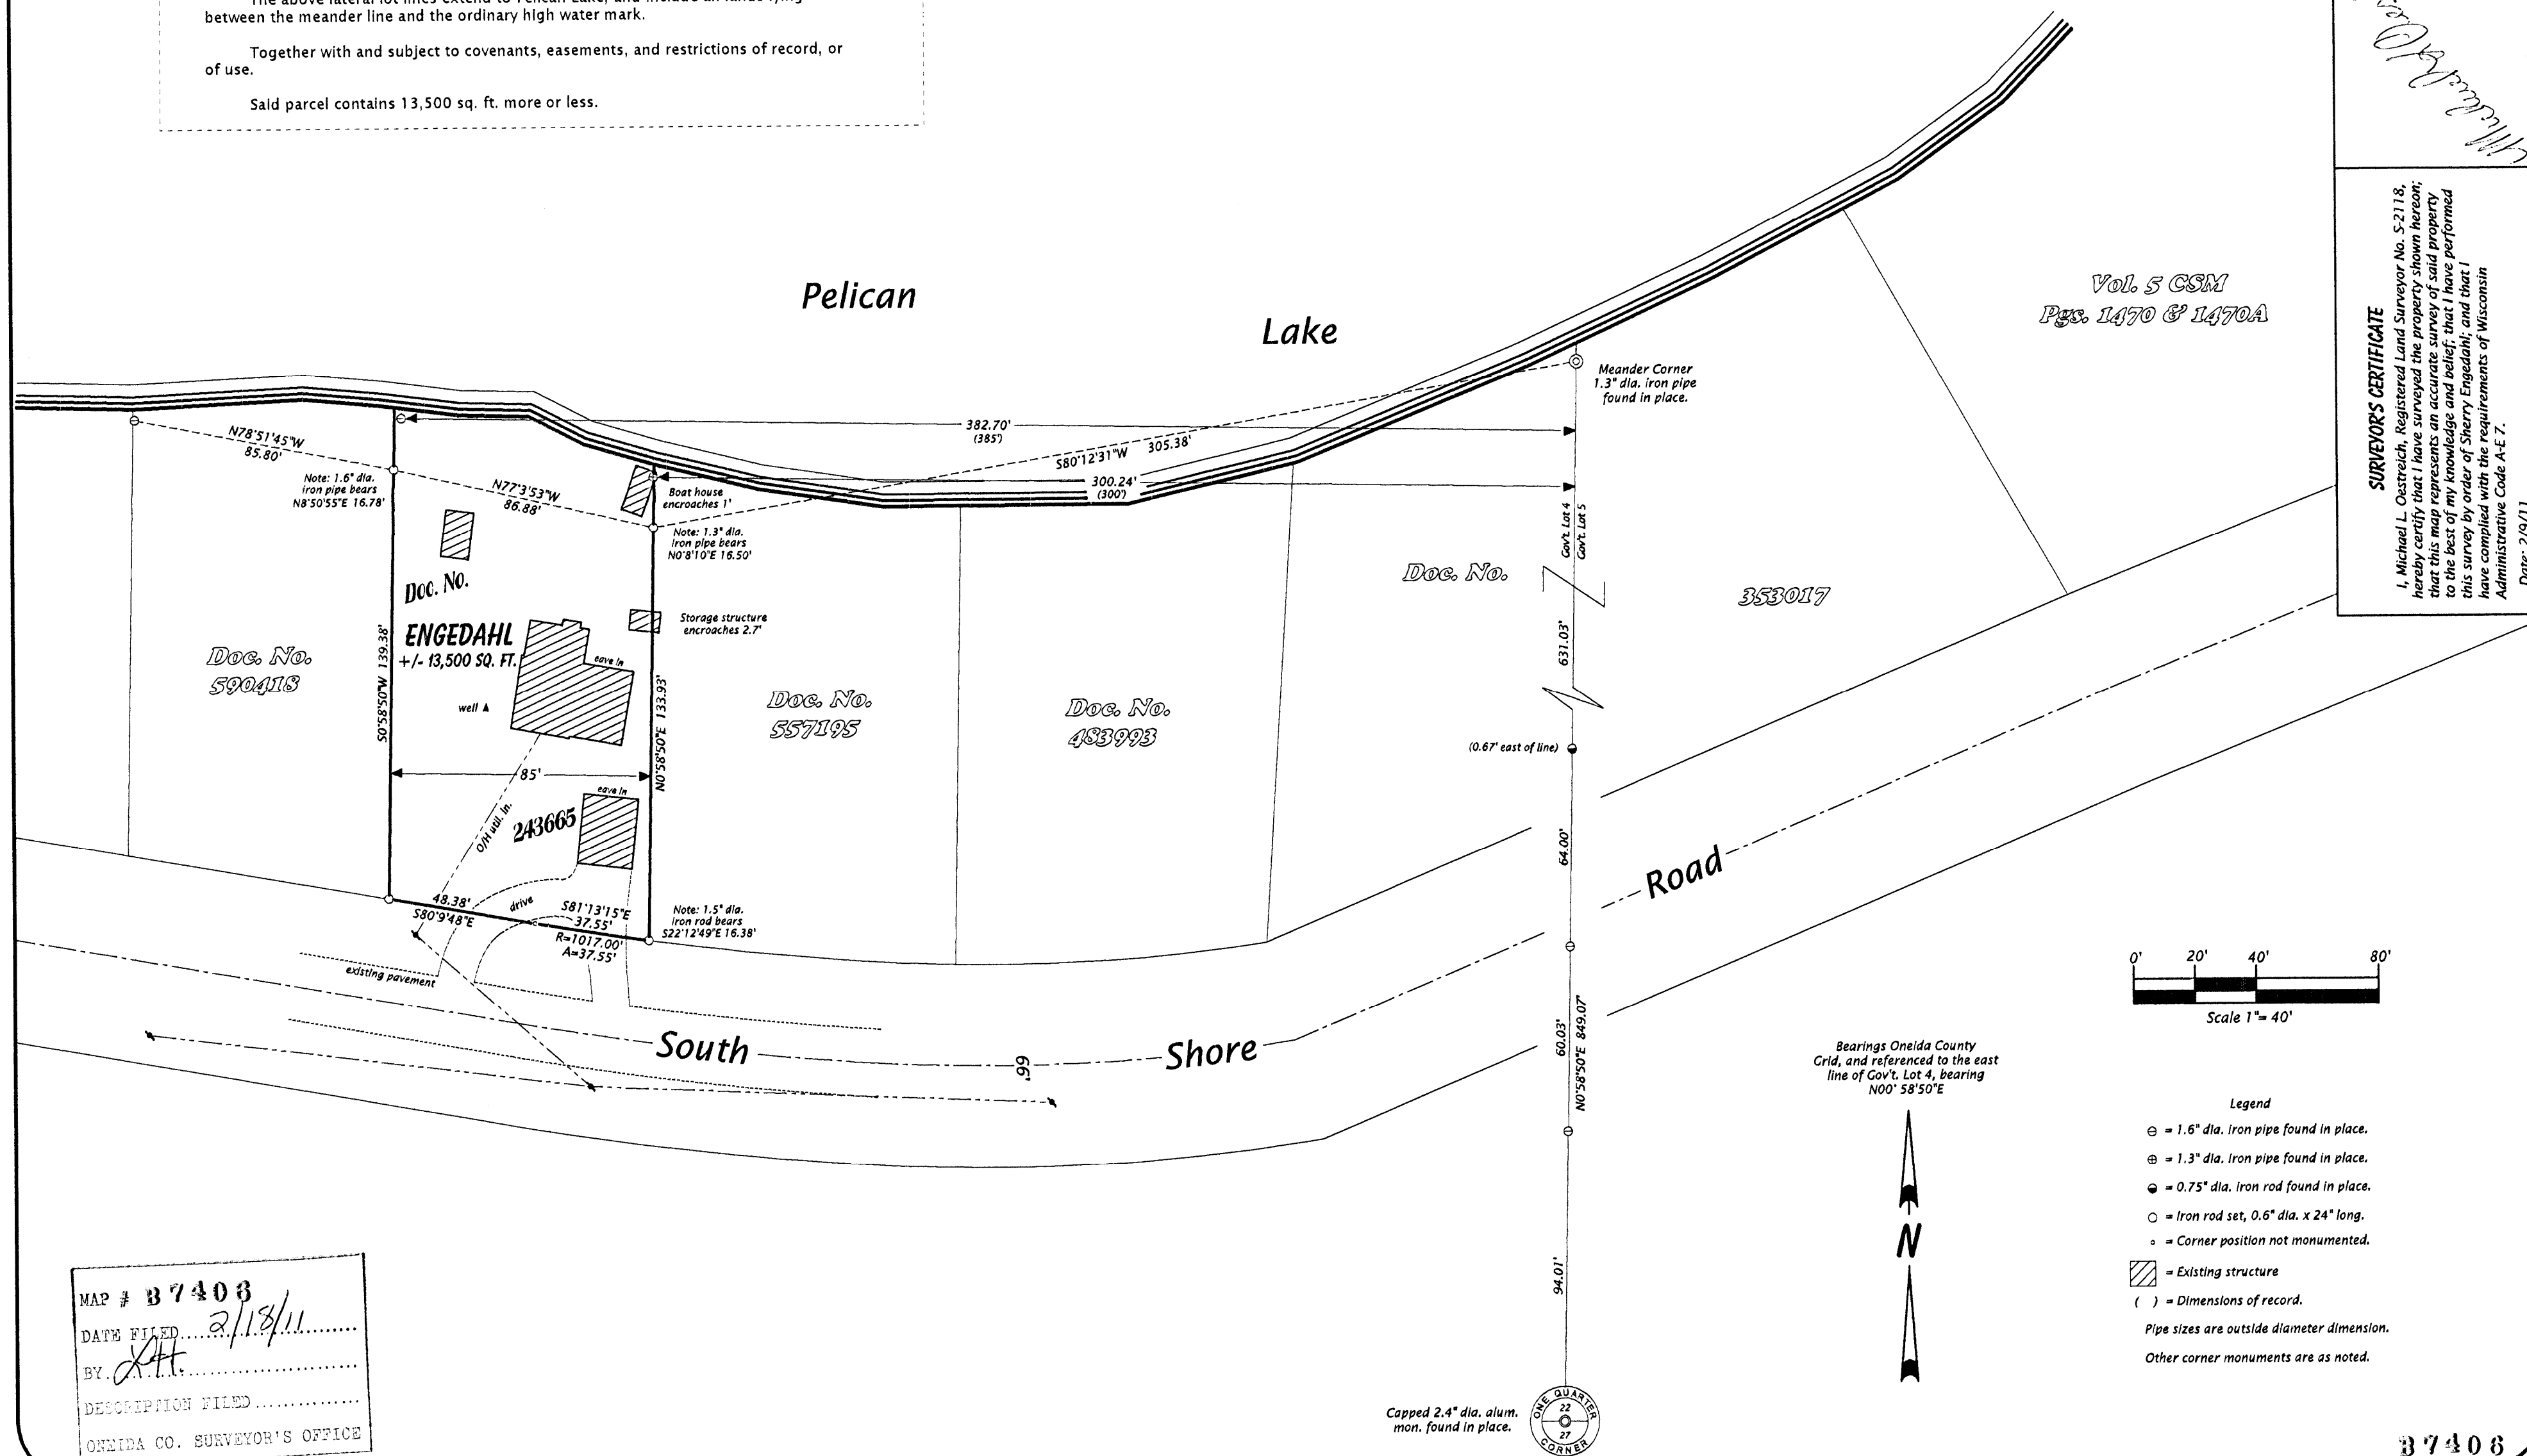 between the meander line and the ordinary high water mark.
Together with and subject to covenants, easements, and restrictions of record, or
of use.
Said parcel contains 13,500 sq. ft. more or less.
Pelican
Lake
Vol. 5 CSM
Pgs. 1470 & 1470A
Meander Corner
1.3" dia. iron pipe
found in place.
N78°51'45"W
85.80'
382.70'
(385')
S80°12'31"W 305.38'
300.24'
(300')
Note: 1.6" dia.
iron pipe bears
N8°50'55"E 16.78'
N77°3'53"W
86.88'
Boat house
encroaches 1'
Note: 1.3" dia.
iron pipe bears
N0°8'10"E 16.50'
Gov't. Lot 4
Gov't. Lot 5
Doc. No.
Doc. No.
353017
Storage structure
encroaches 2.7'
ENGEDAHL
+/- 13,500 SQ. FT.
eave ln
631.03'
Doc. No.
590418
S0°58'50"W 139.38'
well
N0°58'50"E 133.93'
Doc. No.
557195
Doc. No.
483993
(0.67' east of line)
85'
eave ln
243665
O/H util. ln.
64.00'
Road
48.38'
S80°9'48"E
drive
S81°13'15"E
37.55'
R=1017.00'
A=37.55'
Note: 1.5" dia.
iron rod bears
S22°12'49"E 16.38'
existing pavement
South
Shore
66'
60.03'
N0°58'50"E 849.07'
94.01'
0' 20' 40' 80'
Scale 1"= 40'
Bearings Oneida County
Grid, and referenced to the east
line of Gov't. Lot 4, bearing
N00° 58'50"E
N
Legend
= 1.6" dia. iron pipe found in place.
= 1.3" dia. iron pipe found in place.
= 0.75" dia. iron rod found in place.
= Iron rod set, 0.6" dia. x 24" long.
= Corner position not monumented.
= Existing structure
( ) = Dimensions of record.
Pipe sizes are outside diameter dimension.
Other corner monuments are as noted.
Capped 2.4" dia. alum.
mon. found in place.
ONE QUARTER
22
27
CORNER
MAP # B7406
DATE FILED 2/18/11
BY
DESCRIPTION FILED
ONEIDA CO. SURVEYOR'S OFFICE
SURVEYOR'S CERTIFICATE
I, Michael L. Oestreich, Registered Land Surveyor No. S-2118,
hereby certify that I have surveyed the property shown hereon;
that this map represents an accurate survey of said property
to the best of my knowledge and belief; that I have performed
this survey by order of Sherry Engedahl; and that I
have complied with the requirements of Wisconsin
Administrative Code A-E 7.
Date: 2/9/11
B7406